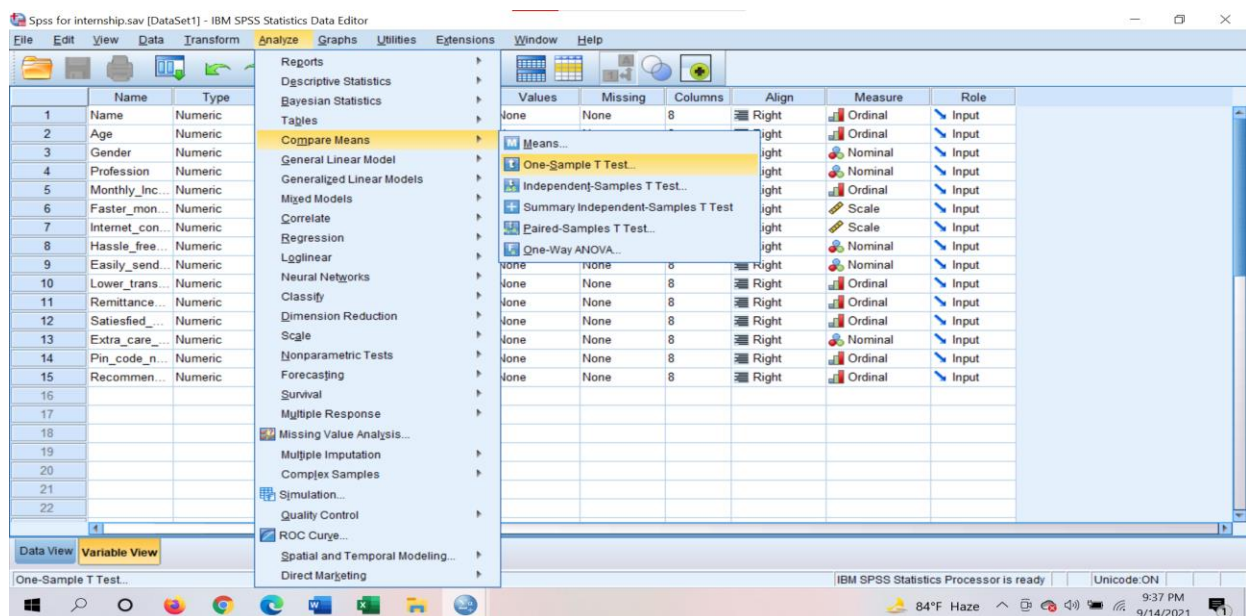 Spss for internship.sav [DataSet1] - IBM SPSS Statistics Data Editor
File Edit View Data Transform Analyze Graphs Utilities Extensions Window Help
Name Type Values Missing Columns Align Measure Role
1 Name Numeric None None 8 Right Ordinal Input
2 Age Numeric ight Ordinal Input
3 Gender Numeric ight Nominal Input
4 Profession Numeric ight Nominal Input
5 Monthly_Inc... Numeric ight Ordinal Input
6 Faster_mon... Numeric ight Scale Input
7 Internet_con... Numeric ight Scale Input
8 Hassle_free... Numeric ight Nominal Input
9 Easily_send... Numeric None None 8 Right Nominal Input
10 Lower_trans... Numeric None None 8 Right Ordinal Input
11 Remittance... Numeric None None 8 Right Ordinal Input
12 Satiesfied_... Numeric None None 8 Right Ordinal Input
13 Extra_care_... Numeric None None 8 Right Nominal Input
14 Pin_code_n... Numeric None None 8 Right Ordinal Input
15 Recommen... Numeric None None 8 Right Ordinal Input
16
17
18
19
20
21
22
Reports
Descriptive Statistics
Bayesian Statistics
Tables
Compare Means
General Linear Model
Generalized Linear Models
Mixed Models
Correlate
Regression
Loglinear
Neural Networks
Classify
Dimension Reduction
Scale
Nonparametric Tests
Forecasting
Survival
Multiple Response
Missing Value Analysis...
Multiple Imputation
Complex Samples
Simulation...
Quality Control
ROC Curve...
Spatial and Temporal Modeling...
Direct Marketing
Means...
One-Sample T Test...
Independent-Samples T Test...
Summary Independent-Samples T Test
Paired-Samples T Test...
One-Way ANOVA...
Data View Variable View
One-Sample T Test... IBM SPSS Statistics Processor is ready Unicode:ON
84°F Haze 9:37 PM
9/14/2021